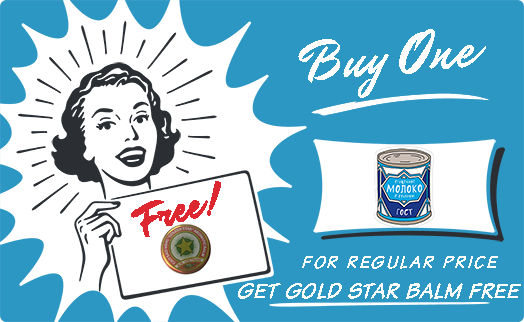 Buy One
Free!
МОЛОКО
ГОСТ
FOR REGULAR PRICE
GET GOLD STAR BALM FREE